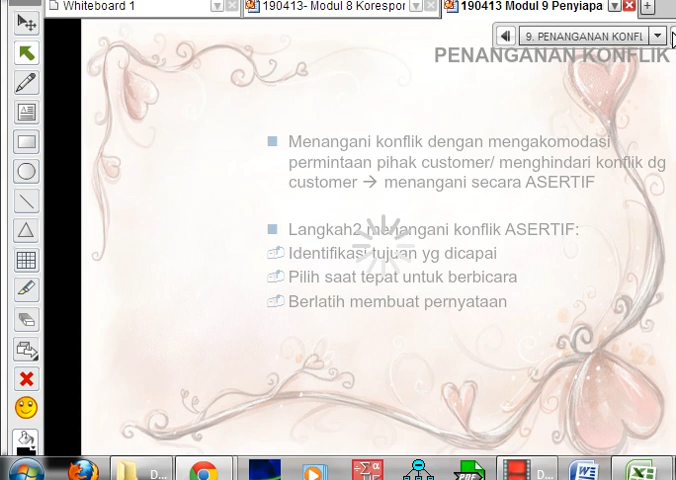 Whiteboard 1
190413- Modul 8 Korespor
190413 Modul 9 Penyiapa
9. PENANGANAN KONFL
PENANGANAN KONFLIK
Menangani konflik dengan mengakomodasi
permintaan pihak customer/ menghindari konflik dg
customer → menangani secara ASERTIF
Langkah2 menangani konflik ASERTIF:
Identifikasi tujuan yg dicapai
Pilih saat tepat untuk berbicara
Berlatih membuat pernyataan
D...
D...